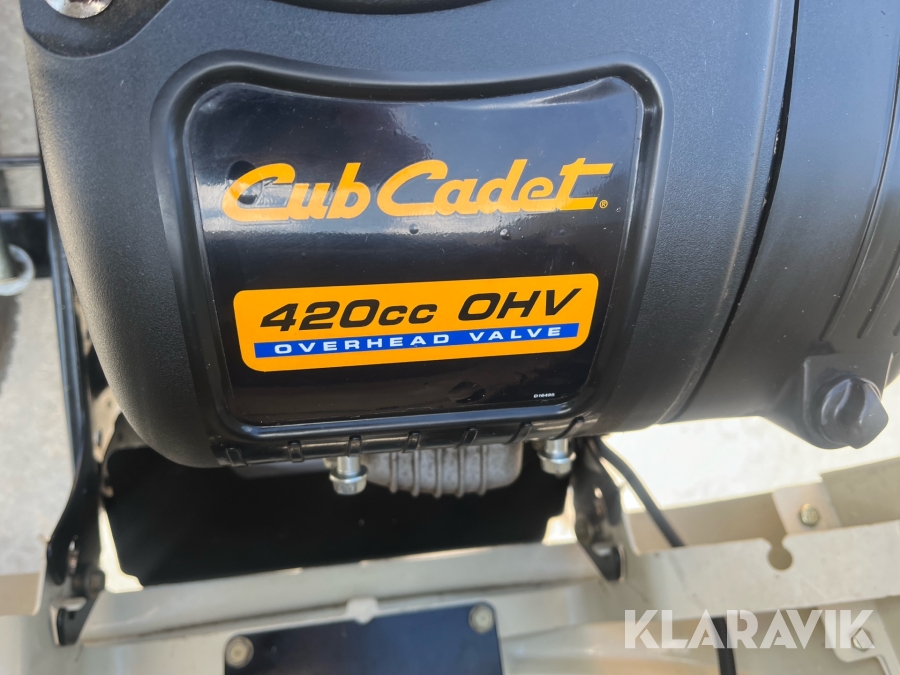 Cub Cadet®
420cc OHV
OVERHEAD VALVE
KLARAVIK